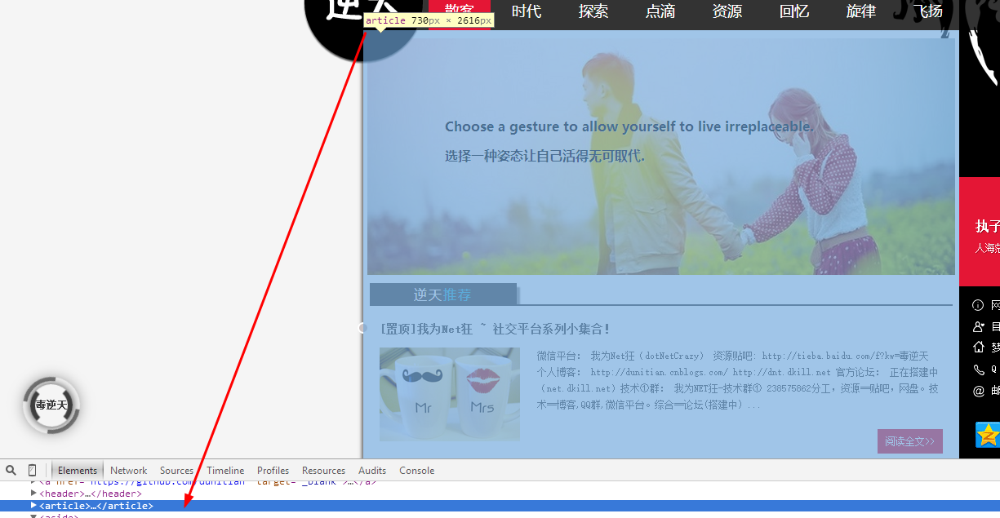 逆天
散客 时代 探索 点滴 资源 回忆 旋律 飞扬
article 730px × 2616px
Choose a gesture to allow yourself to live irreplaceable.
选择一种姿态让自己活得无可取代.
执子
人海茫
逆天推荐
[置顶]我为Net狂 ~ 社交平台系列小集合!
微信平台: 我为Net狂（dotNetCrazy） 资源贴吧: http://tieba.baidu.com/f?kw=毒逆天
个人博客: http://dunitian.cnblogs.com/ http://dnt.dkill.net 官方论坛: 正在搭建中
（net.dkill.net）技术①群: 我为NET狂-技术群① 238575862分工，资源══贴吧，网盘。技
术══博客,QQ群,微信平台。综合══论坛(搭建中) ...
Mr
Mrs
阅读全文>>
网
目
梦
Q
邮
毒逆天
Elements Network Sources Timeline Profiles Resources Audits Console
<a href="https://github.com/dunitian" target="_blank">…</a>
<header>…</header>
<article>…</article>
<aside>